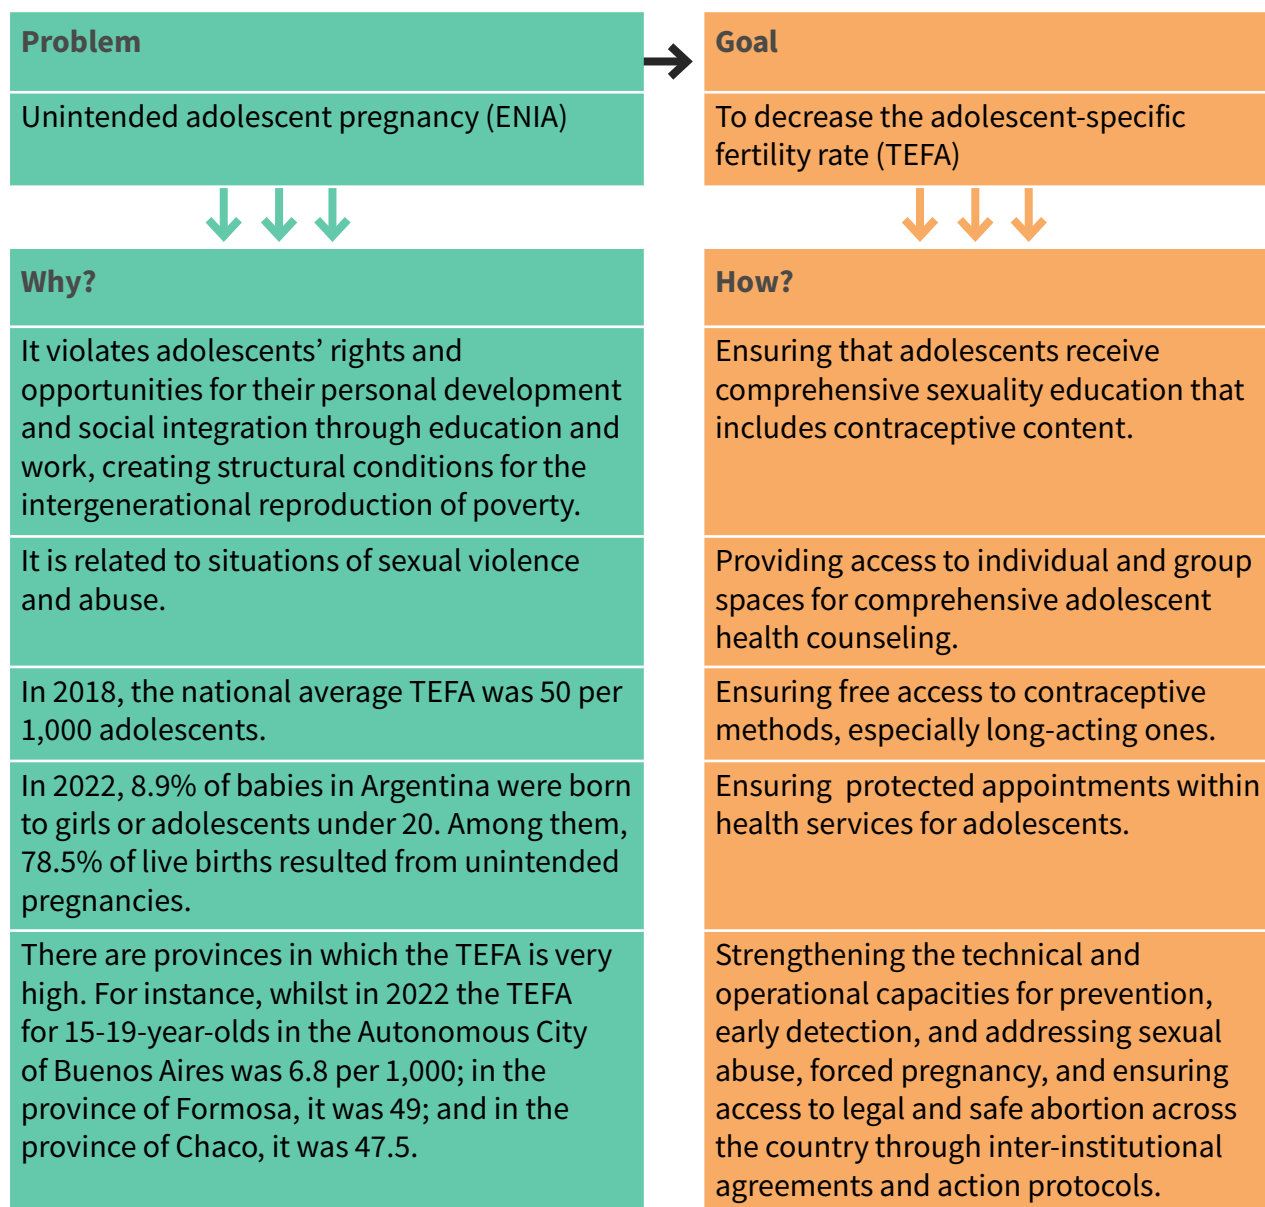 Problem
Unintended adolescent pregnancy (ENIA)
Why?
It violates adolescents’ rights and
opportunities for their personal development
and social integration through education and
work, creating structural conditions for the
intergenerational reproduction of poverty.
It is related to situations of sexual violence
and abuse.
In 2018, the national average TEFA was 50 per
1,000 adolescents.
In 2022, 8.9% of babies in Argentina were born
to girls or adolescents under 20. Among them,
78.5% of live births resulted from unintended
pregnancies.
There are provinces in which the TEFA is very
high. For instance, whilst in 2022 the TEFA
for 15-19-year-olds in the Autonomous City
of Buenos Aires was 6.8 per 1,000; in the
province of Formosa, it was 49; and in the
province of Chaco, it was 47.5.
Goal
To decrease the adolescent-specific
fertility rate (TEFA)
How?
Ensuring that adolescents receive
comprehensive sexuality education that
includes contraceptive content.
Providing access to individual and group
spaces for comprehensive adolescent
health counseling.
Ensuring free access to contraceptive
methods, especially long-acting ones.
Ensuring  protected appointments within
health services for adolescents.
Strengthening the technical and
operational capacities for prevention,
early detection, and addressing sexual
abuse, forced pregnancy, and ensuring
access to legal and safe abortion across
the country through inter-institutional
agreements and action protocols.